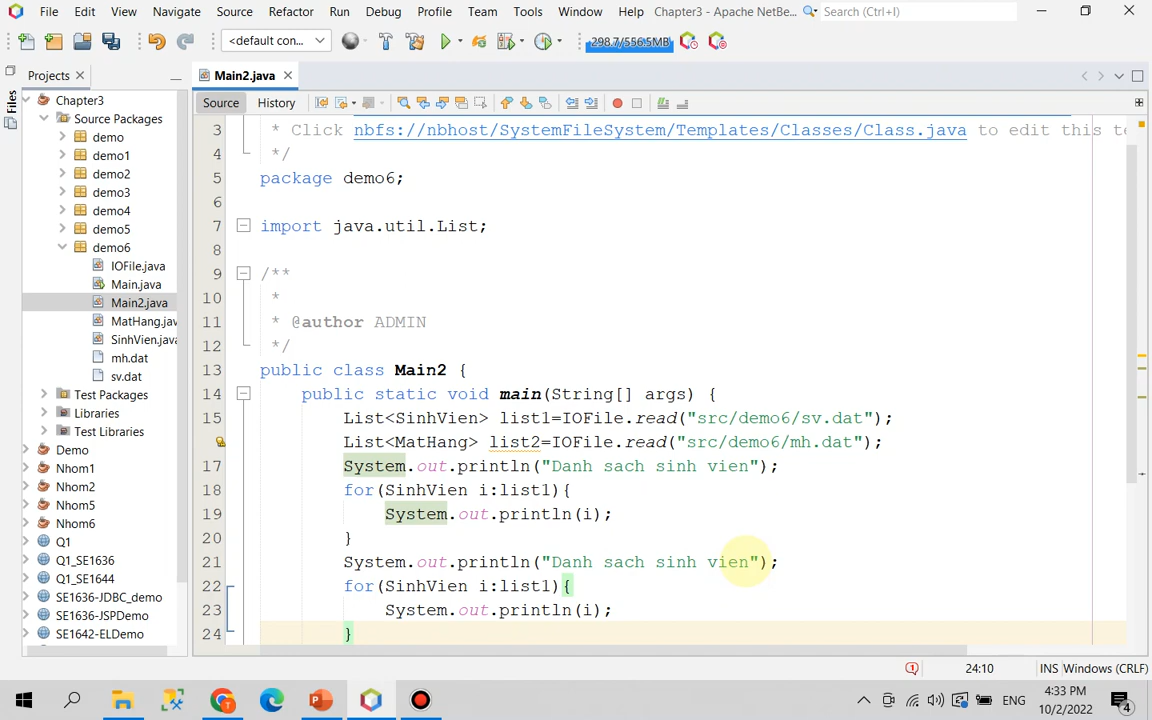 File Edit View Navigate Source Refactor Run Debug Profile Team Tools Window Help Chapter3 - Apache NetBe... Search (Ctrl+I)
<default con... 298.7/556.5MB
Projects Main2.java
Files
Source History
Chapter3
Source Packages
demo
demo1
demo2
demo3
demo4
demo5
demo6
IOFile.java
Main.java
Main2.java
MatHang.jav
SinhVien.java
mh.dat
sv.dat
Test Packages
Libraries
Test Libraries
Demo
Nhom1
Nhom2
Nhom5
Nhom6
Q1
Q1_SE1636
Q1_SE1644
SE1636-JDBC_demo
SE1636-JSPDemo
SE1642-ELDemo
3 * Click nbfs://nbhost/SystemFileSystem/Templates/Classes/Class.java to edit this te
4 */
5 package demo6;
6
7 import java.util.List;
8
9 /**
10 *
11 * @author ADMIN
12 */
13 public class Main2 {
14 public static void main(String[] args) {
15 List<SinhVien> list1=IOFile.read("src/demo6/sv.dat");
List<MatHang> list2=IOFile.read("src/demo6/mh.dat");
17 System.out.println("Danh sach sinh vien");
18 for(SinhVien i:list1){
19 System.out.println(i);
20 }
21 System.out.println("Danh sach sinh vien");
22 for(SinhVien i:list1){
23 System.out.println(i);
24 }
24:10 INS Windows (CRLF)
ENG 4:33 PM
10/2/2022 4